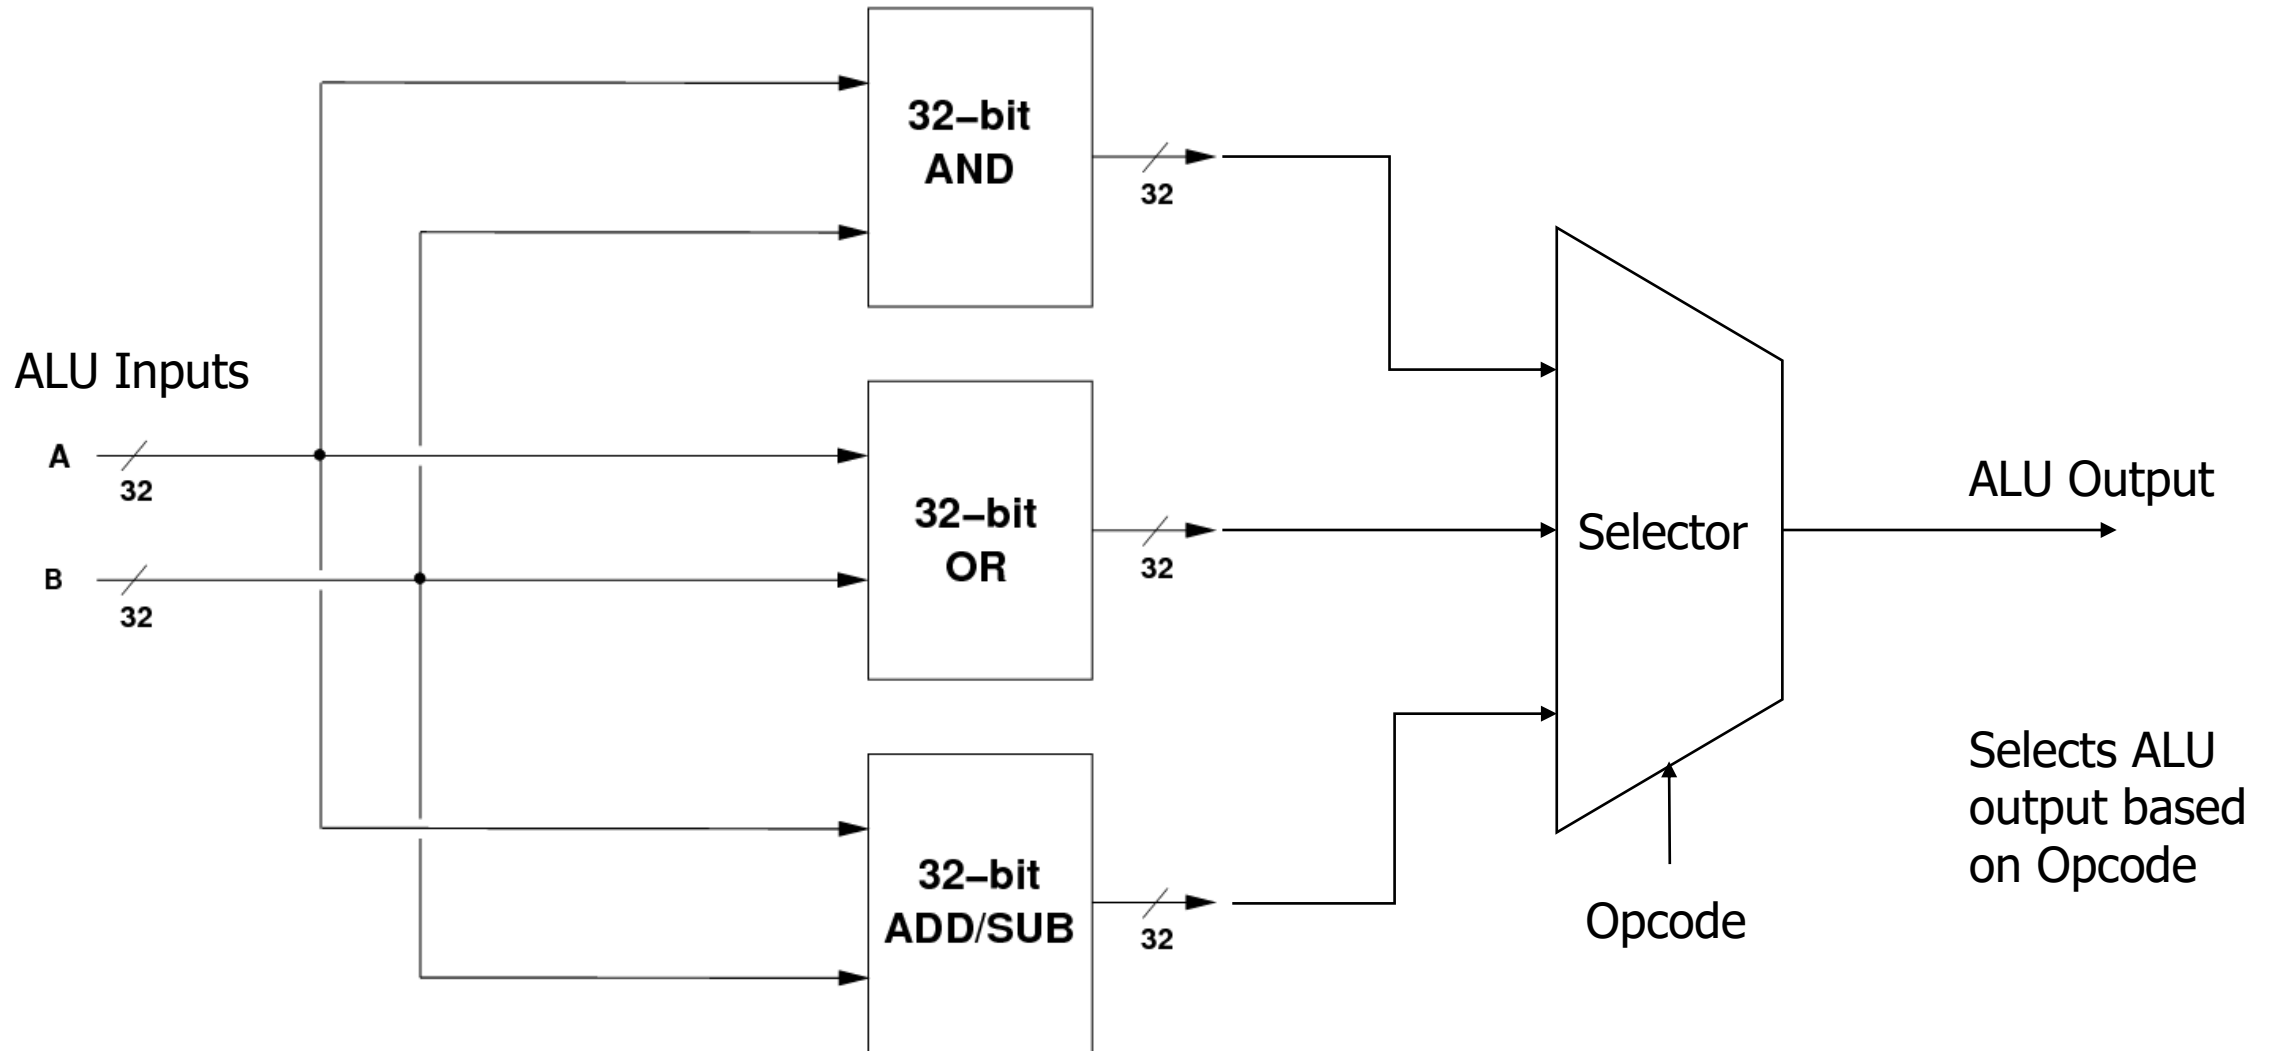 32–bit
AND
32
ALU Inputs
A
32
B
32
32–bit
OR
32
Selector
ALU Output
32–bit
ADD/SUB
32
Opcode
Selects ALU
output based
on Opcode